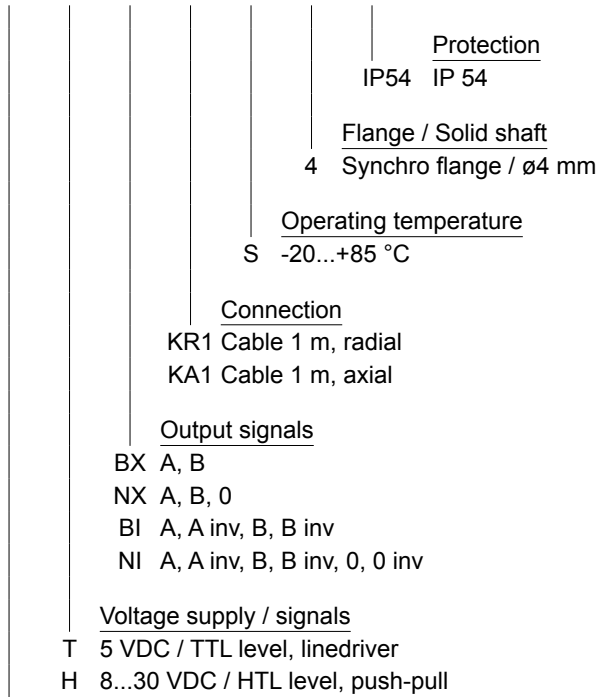 Protection
IP54 IP 54
Flange / Solid shaft
4 Synchro flange / ø4 mm
Operating temperature
S -20...+85 °C
Connection
KR1 Cable 1 m, radial
KA1 Cable 1 m, axial
Output signals
BX A, B
NX A, B, 0
BI A, A inv, B, B inv
NI A, A inv, B, B inv, 0, 0 inv
Voltage supply / signals
T 5 VDC / TTL level, linedriver
H 8...30 VDC / HTL level, push-pull